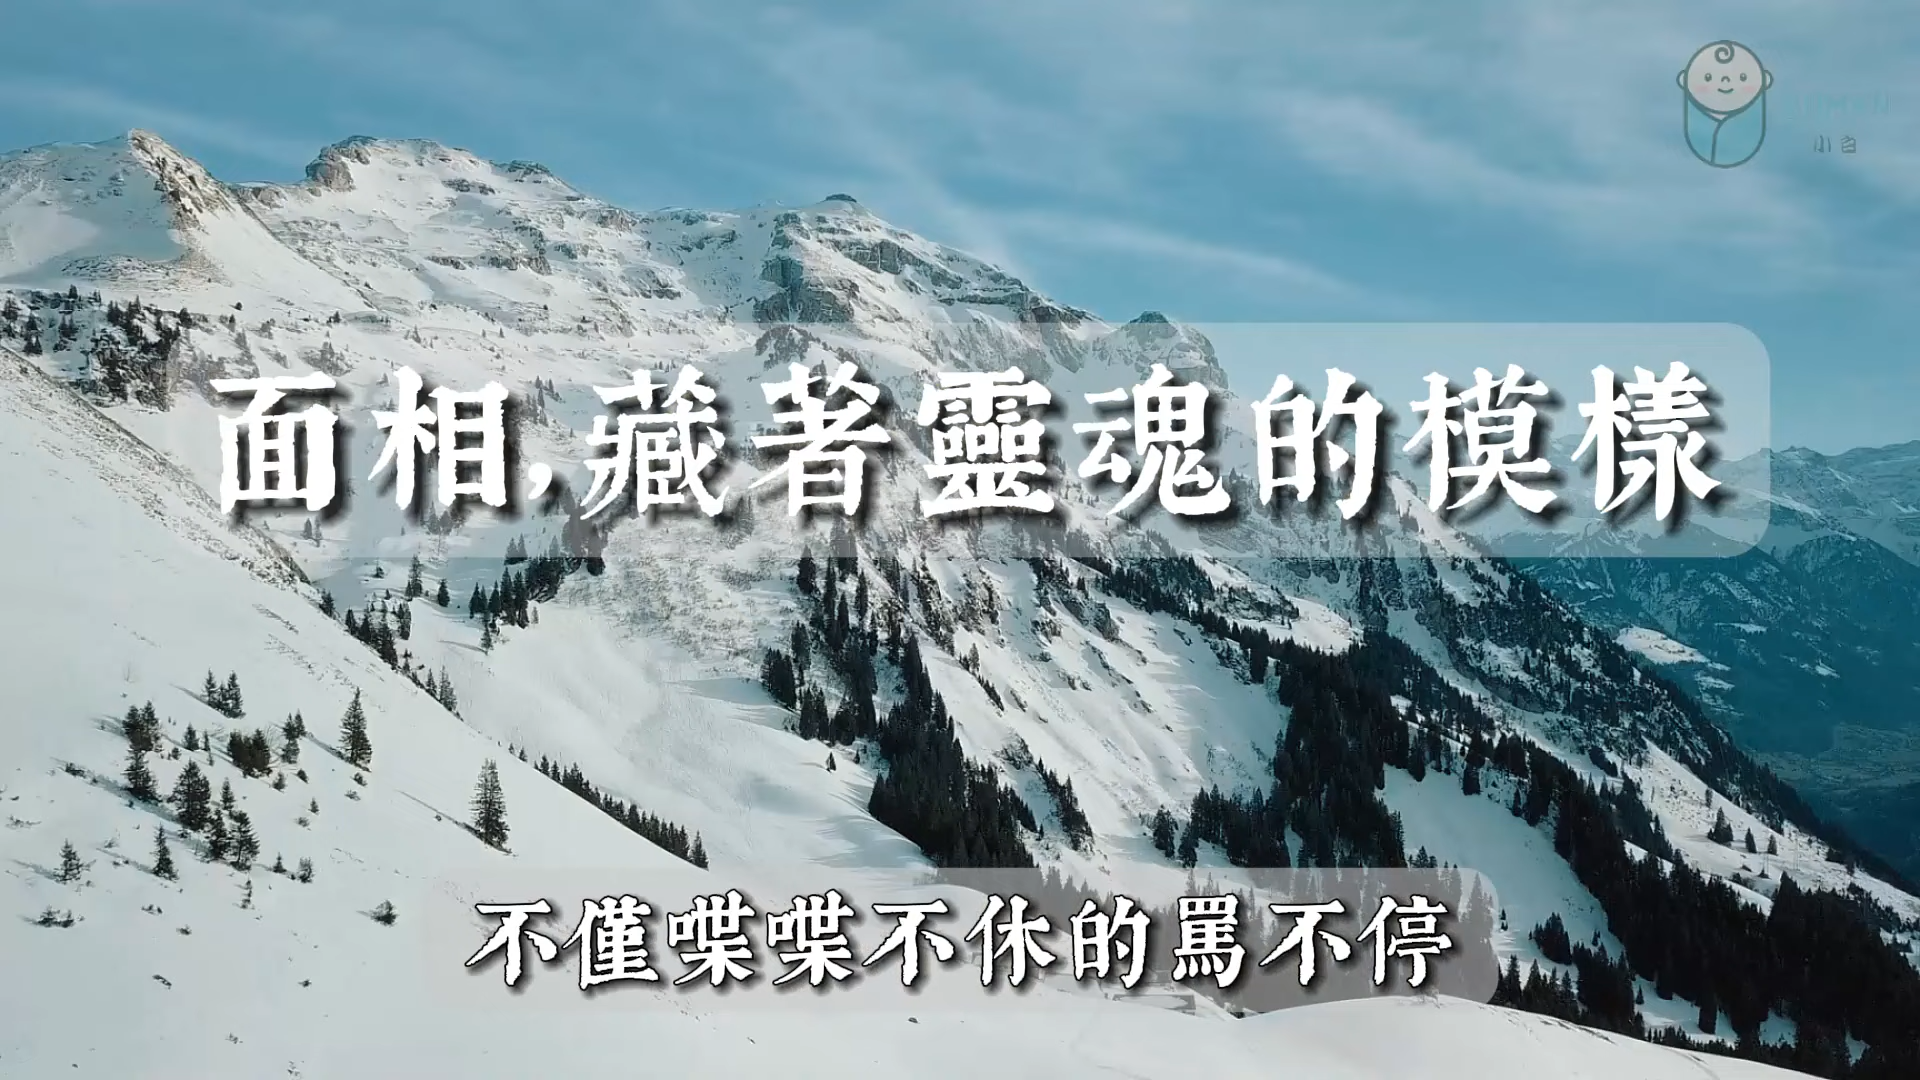 小白
面相,藏著靈魂的模樣
不僅喋喋不休的罵不停